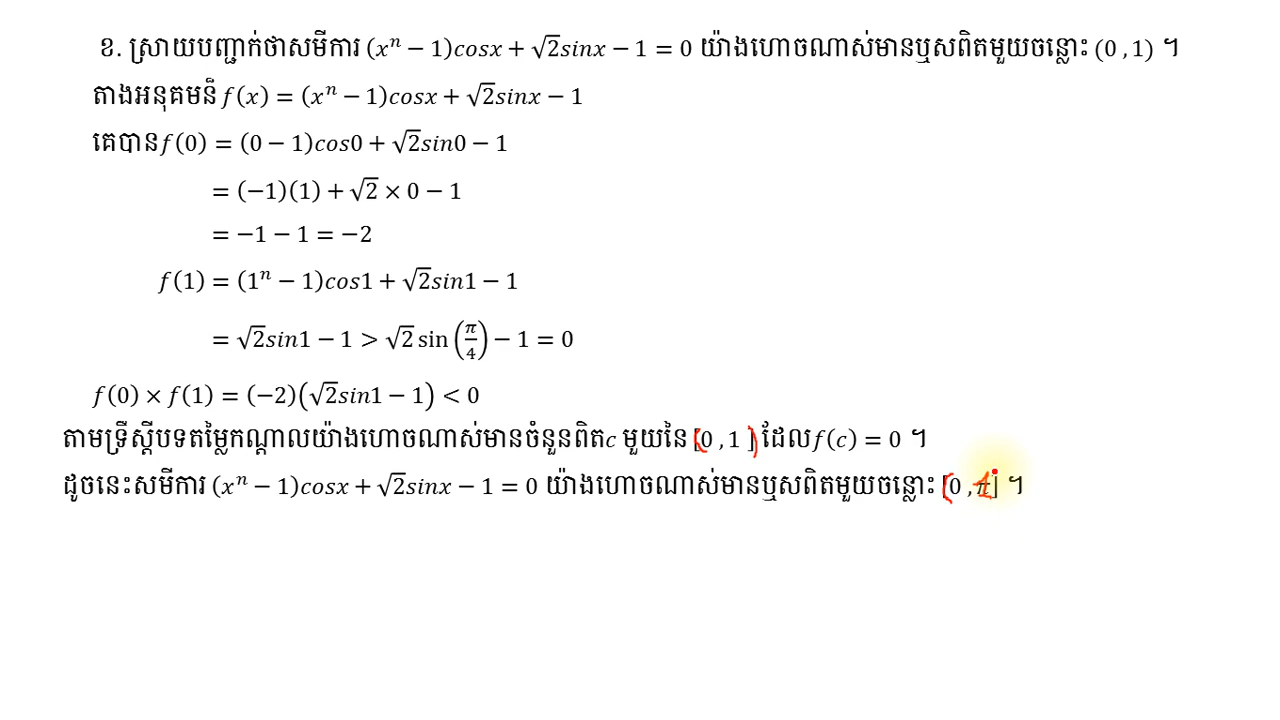 ខ. ស្រាយបញ្ជាក់ថាសមីការ (xⁿ − 1)cosx + √2sinx − 1 = 0 យ៉ាងហោចណាស់មានឬសពិតមួយចន្លោះ (0 , 1) ។
តាងអនុគមន៏ f(x) = (xⁿ − 1)cosx + √2sinx − 1
គេបាន f(0) = (0 − 1)cos0 + √2sin0 − 1
= (−1)(1) + √2 × 0 − 1
= −1 − 1 = −2
f(1) = (1ⁿ − 1)cos1 + √2sin1 − 1
= √2sin1 − 1 > √2 sin(π/4) − 1 = 0
f(0) × f(1) = (−2)(√2sin1 − 1) < 0
តាមទ្រឹស្តីបទតម្លៃកណ្តាលយ៉ាងហោចណាស់មានចំនួនពិត c មួយនៃ [0 , 1 ] ដែល f(c) = 0 ។
ដូចនេះសមីការ (xⁿ − 1)cosx + √2sinx − 1 = 0 យ៉ាងហោចណាស់មានឬសពិតមួយចន្លោះ [0 , π] ។